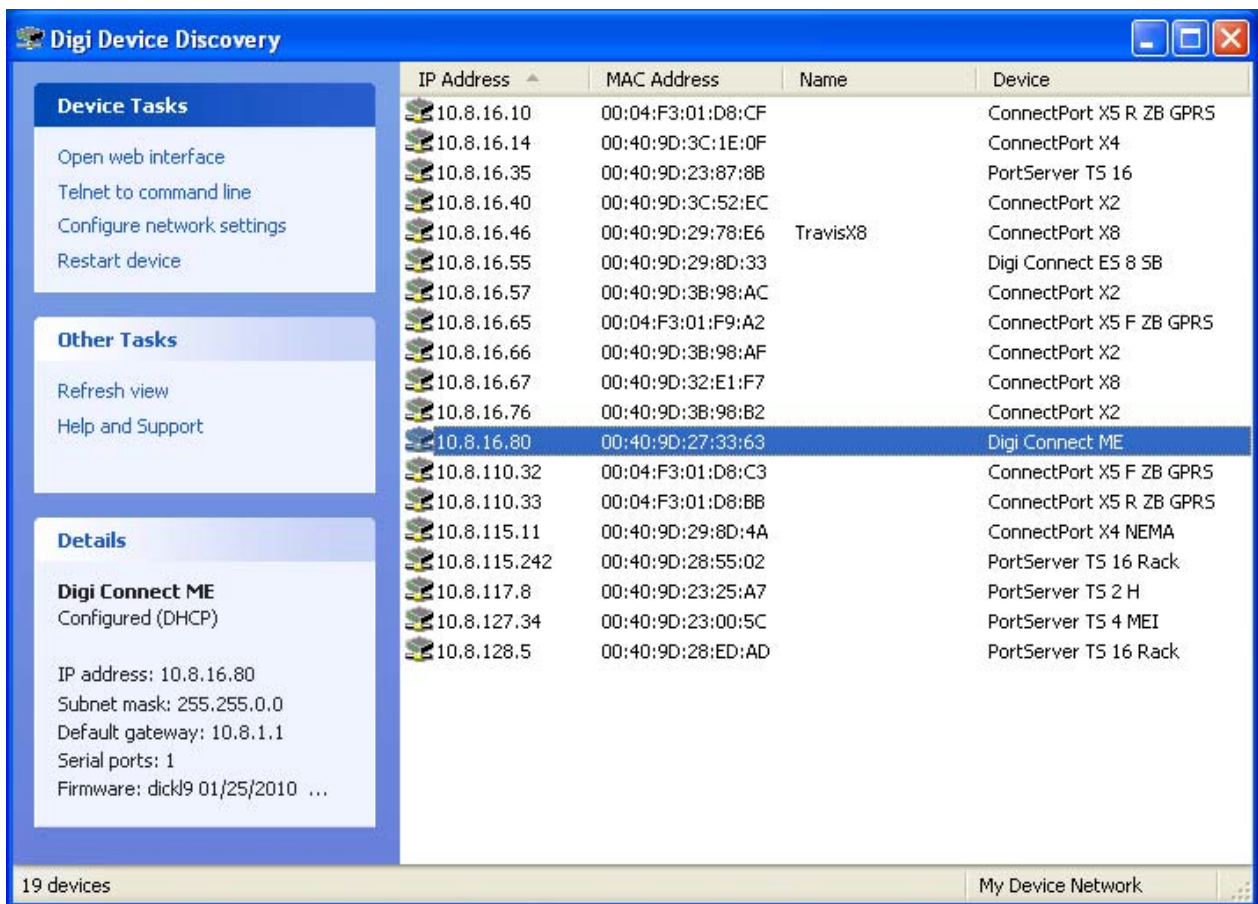 Digi Device Discovery
Device Tasks
Open web interface
Telnet to command line
Configure network settings
Restart device
Other Tasks
Refresh view
Help and Support
Details
Digi Connect ME
Configured (DHCP)
IP address: 10.8.16.80
Subnet mask: 255.255.0.0
Default gateway: 10.8.1.1
Serial ports: 1
Firmware: dickl9 01/25/2010 ...
IP Address MAC Address Name Device
10.8.16.10 00:04:F3:01:D8:CF ConnectPort X5 R ZB GPRS
10.8.16.14 00:40:9D:3C:1E:0F ConnectPort X4
10.8.16.35 00:40:9D:23:87:8B PortServer TS 16
10.8.16.40 00:40:9D:3C:52:EC ConnectPort X2
10.8.16.46 00:40:9D:29:78:E6 TravisX8 ConnectPort X8
10.8.16.55 00:40:9D:29:8D:33 Digi Connect ES 8 SB
10.8.16.57 00:40:9D:3B:98:AC ConnectPort X2
10.8.16.65 00:04:F3:01:F9:A2 ConnectPort X5 F ZB GPRS
10.8.16.66 00:40:9D:3B:98:AF ConnectPort X2
10.8.16.67 00:40:9D:32:E1:F7 ConnectPort X8
10.8.16.76 00:40:9D:3B:98:B2 ConnectPort X2
10.8.16.80 00:40:9D:27:33:63 Digi Connect ME
10.8.110.32 00:04:F3:01:D8:C3 ConnectPort X5 F ZB GPRS
10.8.110.33 00:04:F3:01:D8:BB ConnectPort X5 R ZB GPRS
10.8.115.11 00:40:9D:29:8D:4A ConnectPort X4 NEMA
10.8.115.242 00:40:9D:28:55:02 PortServer TS 16 Rack
10.8.117.8 00:40:9D:23:25:A7 PortServer TS 2 H
10.8.127.34 00:40:9D:23:00:5C PortServer TS 4 MEI
10.8.128.5 00:40:9D:28:ED:AD PortServer TS 16 Rack
19 devices My Device Network